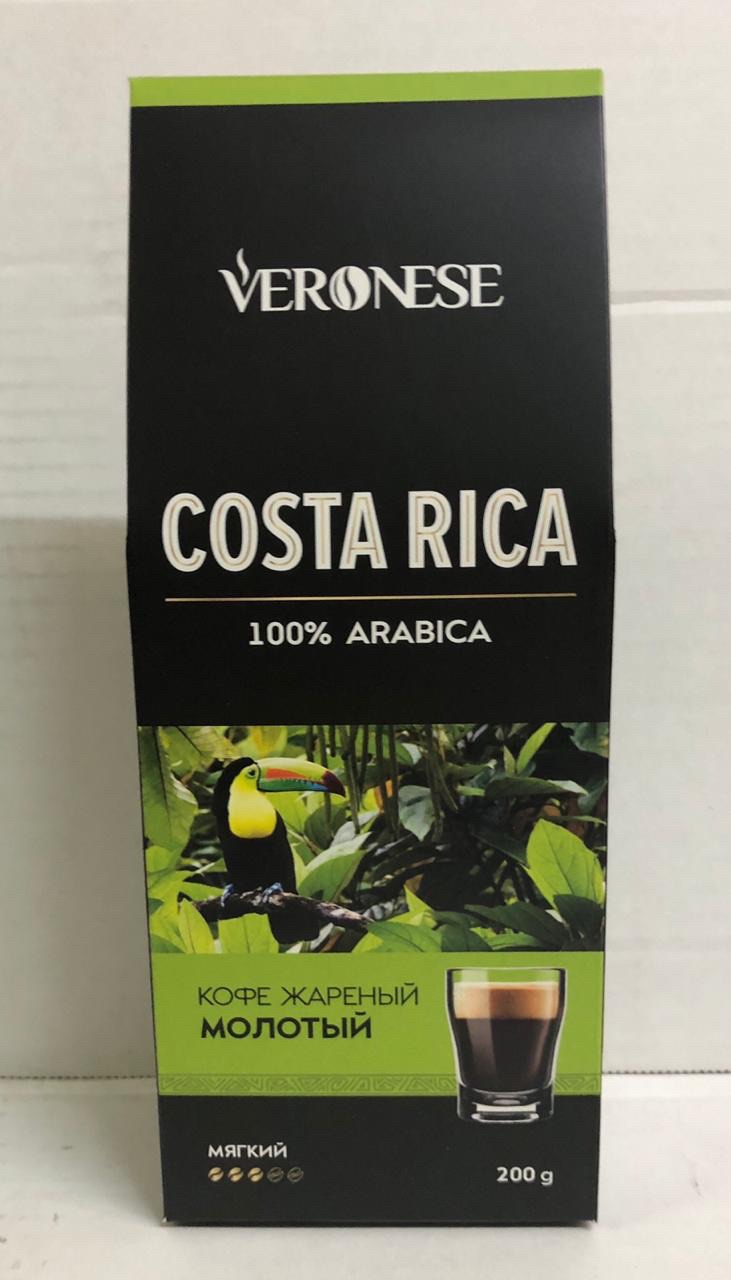 VERONESE
COSTA RICA
100% ARABICA
КОФЕ ЖАРЕНЫЙ
МОЛОТЫЙ
МЯГКИЙ
200 g